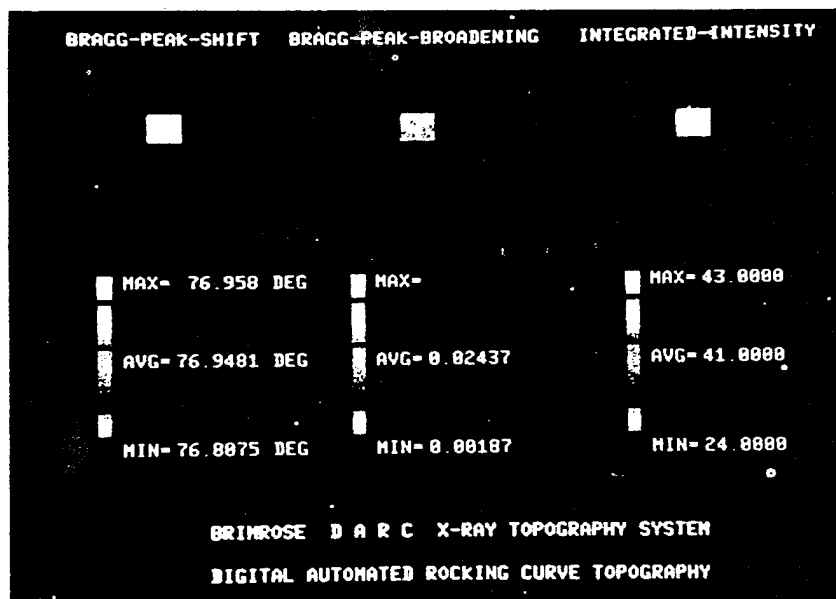 BRAGG-PEAK-SHIFT BRAGG-PEAK-BROADENING INTEGRATED-INTENSITY
MAX= 76.958 DEG MAX= MAX=43.0000
AVG=76.9481 DEG AVG=0.02437 AVG=41.0000
MIN=76.8075 DEG MIN=0.00187 MIN=24.0000
BRIMROSE D A R C X-RAY TOPOGRAPHY SYSTEM
DIGITAL AUTOMATED ROCKING CURVE TOPOGRAPHY